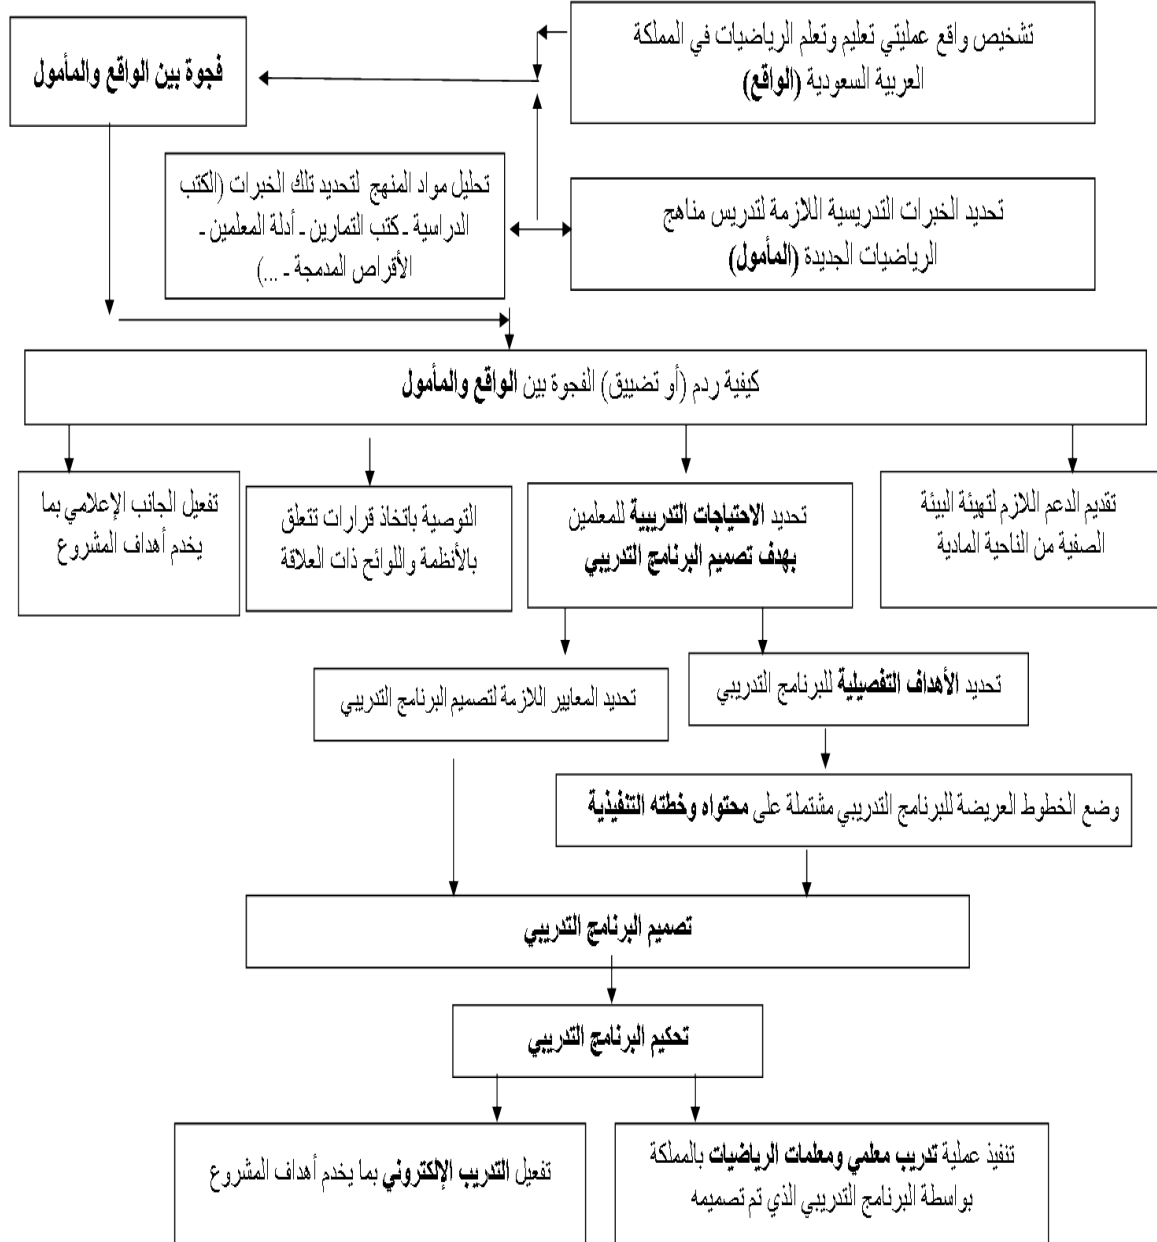 تشخيص واقع عمليتي تعليم وتعلم الرياضيات في المملكة
العربية السعودية (الواقع)
فجوة بين الواقع والمأمول
تحديد الخبرات التدريسية اللازمة لتدريس مناهج
الرياضيات الجديدة (المأمول)
تحليل مواد المنهج لتحديد تلك الخبرات (الكتب
الدراسية ـ كتب التمارين ـ أدلة المعلمين ـ
الأقراص المدمجة ـ ...)
كيفية ردم (أو تضييق) الفجوة بين الواقع والمأمول
تقديم الدعم اللازم لتهيئة البيئة
الصفية من الناحية المادية
تحديد الاحتياجات التدريبية للمعلمين
بهدف تصميم البرنامج التدريبي
التوصية باتخاذ قرارات تتعلق
بالأنظمة واللوائح ذات العلاقة
تفعيل الجانب الإعلامي بما
يخدم أهداف المشروع
تحديد الأهداف التفصيلية للبرنامج التدريبي
تحديد المعايير اللازمة لتصميم البرنامج التدريبي
وضع الخطوط العريضة للبرنامج التدريبي مشتملة على محتواه وخطته التنفيذية
تصميم البرنامج التدريبي
تحكيم البرنامج التدريبي
تنفيذ عملية تدريب معلمي ومعلمات الرياضيات بالمملكة
بواسطة البرنامج التدريبي الذي تم تصميمه
تفعيل التدريب الإلكتروني بما يخدم أهداف المشروع